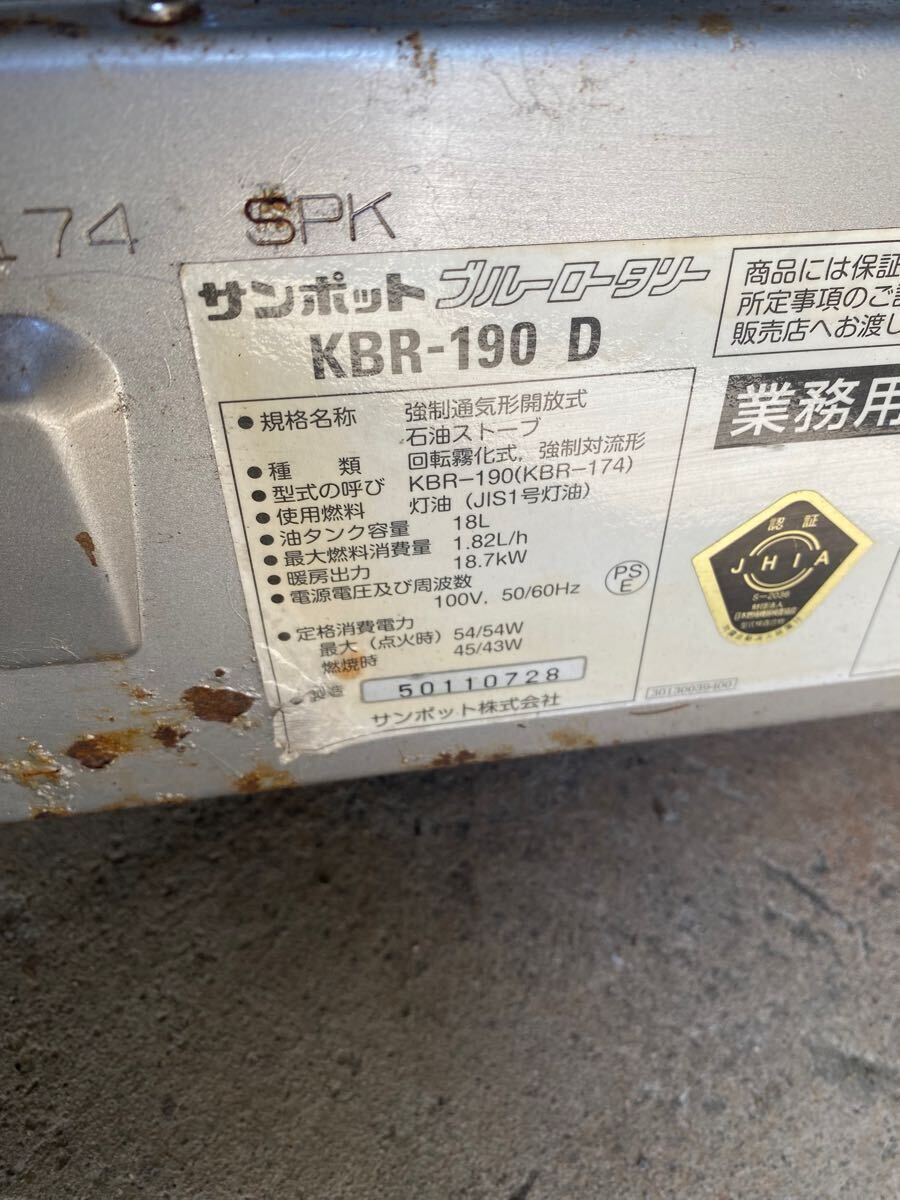 174 SPK
サンポット ブルーロータリー
KBR-190 D
商品には保証
所定事項のご記
販売店へお渡し
業務用
●規格名称 強制通気形開放式
石油ストーブ
●種類 回転霧化式，強制対流形
●型式の呼び KBR-190(KBR-174)
●使用燃料 灯油（JIS1号灯油）
●油タンク容量 18L
●最大燃料消費量 1.82L/h
●暖房出力 18.7kW
●電源電圧及び周波数
100V，50/60Hz
PS
E
●定格消費電力
最大（点火時）54/54W
燃焼時 45/43W
●製造 50110728
サンポット株式会社
30130039400
認証
JHIA
S-2036